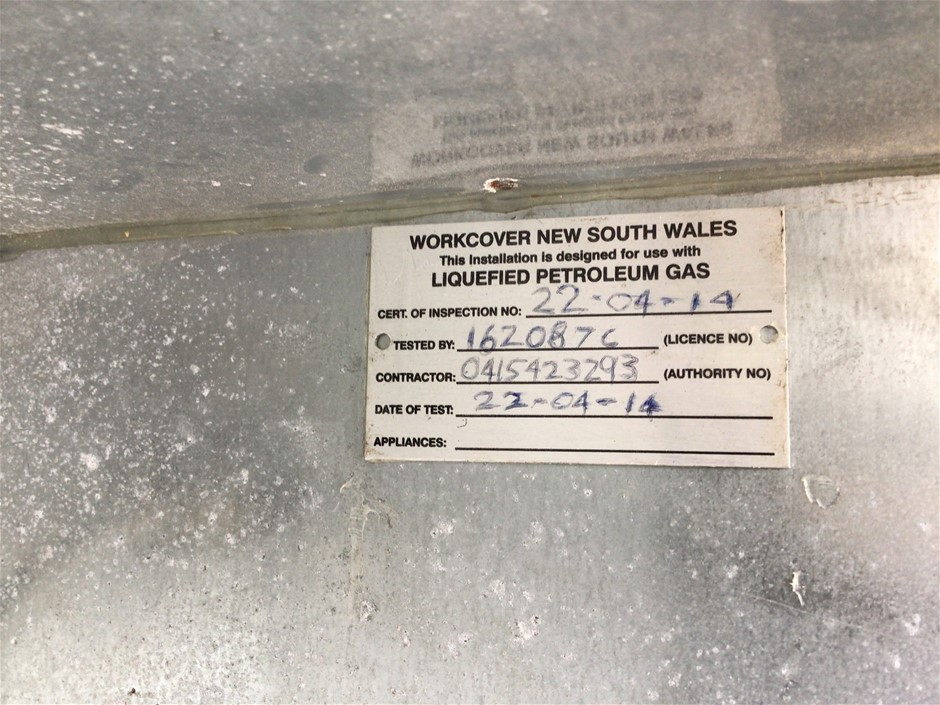 WORKCOVER NEW SOUTH WALES
This Installation is designed for use with
LIQUEFIED PETROLEUM GAS
CERT. OF INSPECTION NO: 22-04-14
TESTED BY: 162087C (LICENCE NO)
CONTRACTOR: 0415423293 (AUTHORITY NO)
DATE OF TEST: 22-04-14
APPLIANCES: